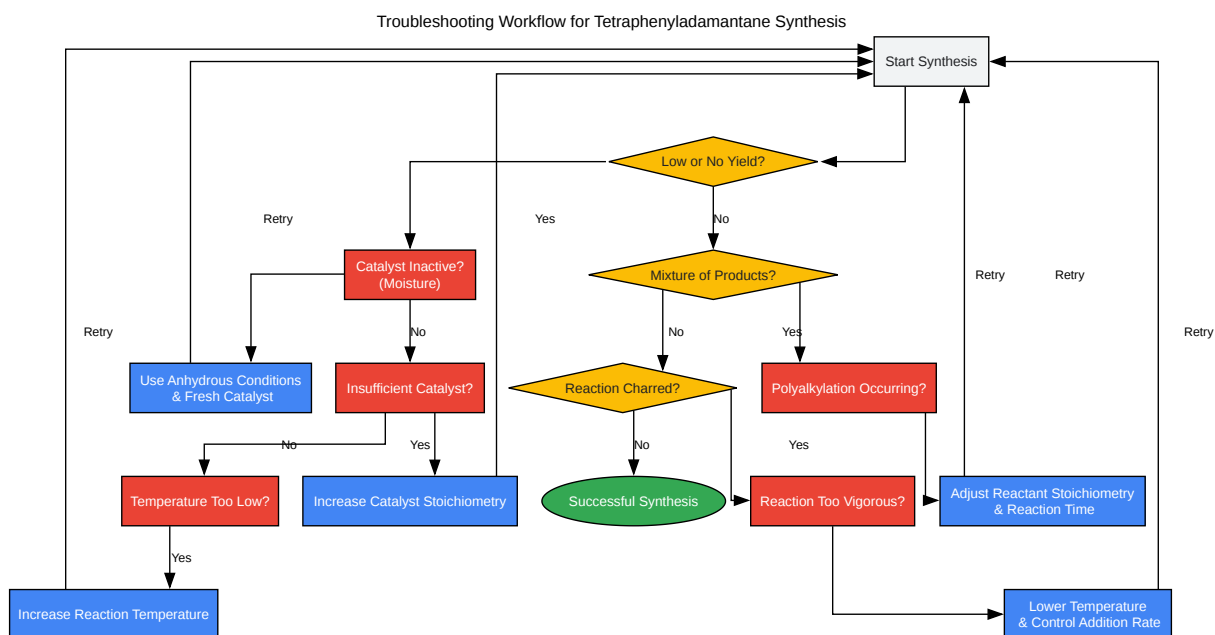 Troubleshooting Workflow for Tetraphenyladamantane Synthesis
Start Synthesis
Low or No Yield?
Retry
Yes
No
Catalyst Inactive?
(Moisture)
Mixture of Products?
Retry
Retry
Retry
No
No
Yes
Retry
Use Anhydrous Conditions
& Fresh Catalyst
Insufficient Catalyst?
Reaction Charred?
Polyalkylation Occurring?
No
Yes
No
Yes
Temperature Too Low?
Increase Catalyst Stoichiometry
Successful Synthesis
Reaction Too Vigorous?
Adjust Reactant Stoichiometry
& Reaction Time
Yes
Increase Reaction Temperature
Lower Temperature
& Control Addition Rate